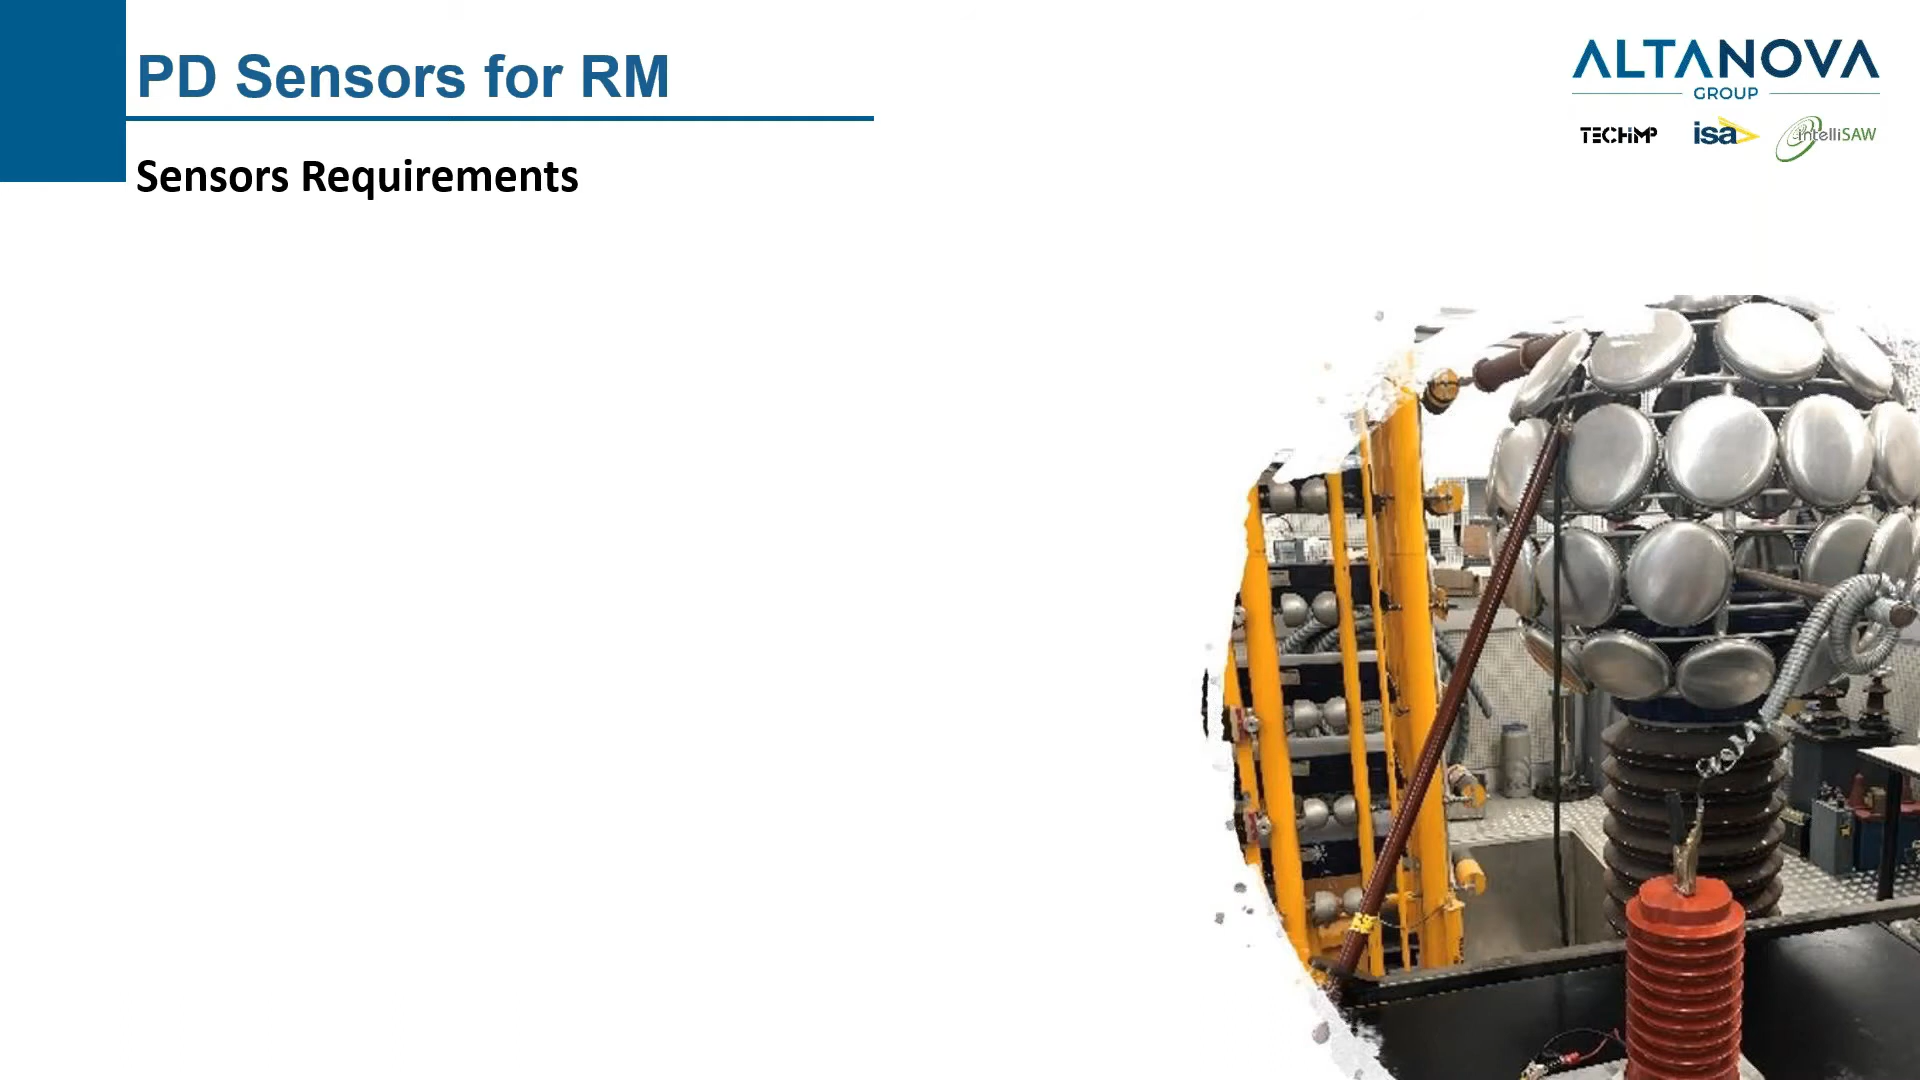 PD Sensors for RM
ALTANOVA
GROUP
TECHIMP
isa
intelliSAW
Sensors Requirements